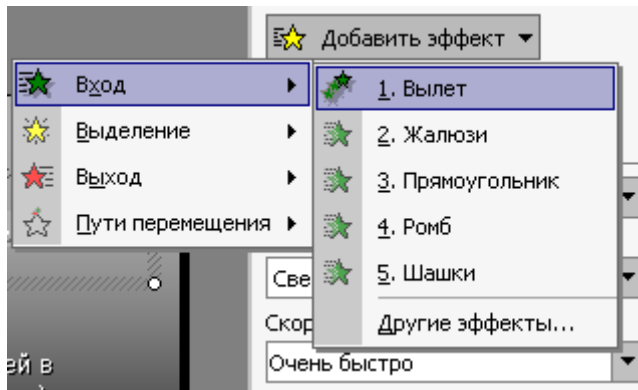 Добавить эффект
Вход
1. Вылет
Выделение
2. Жалюзи
Выход
3. Прямоугольник
Пути перемещения
4. Ромб
5. Шашки
Другие эффекты...
Очень быстро
в